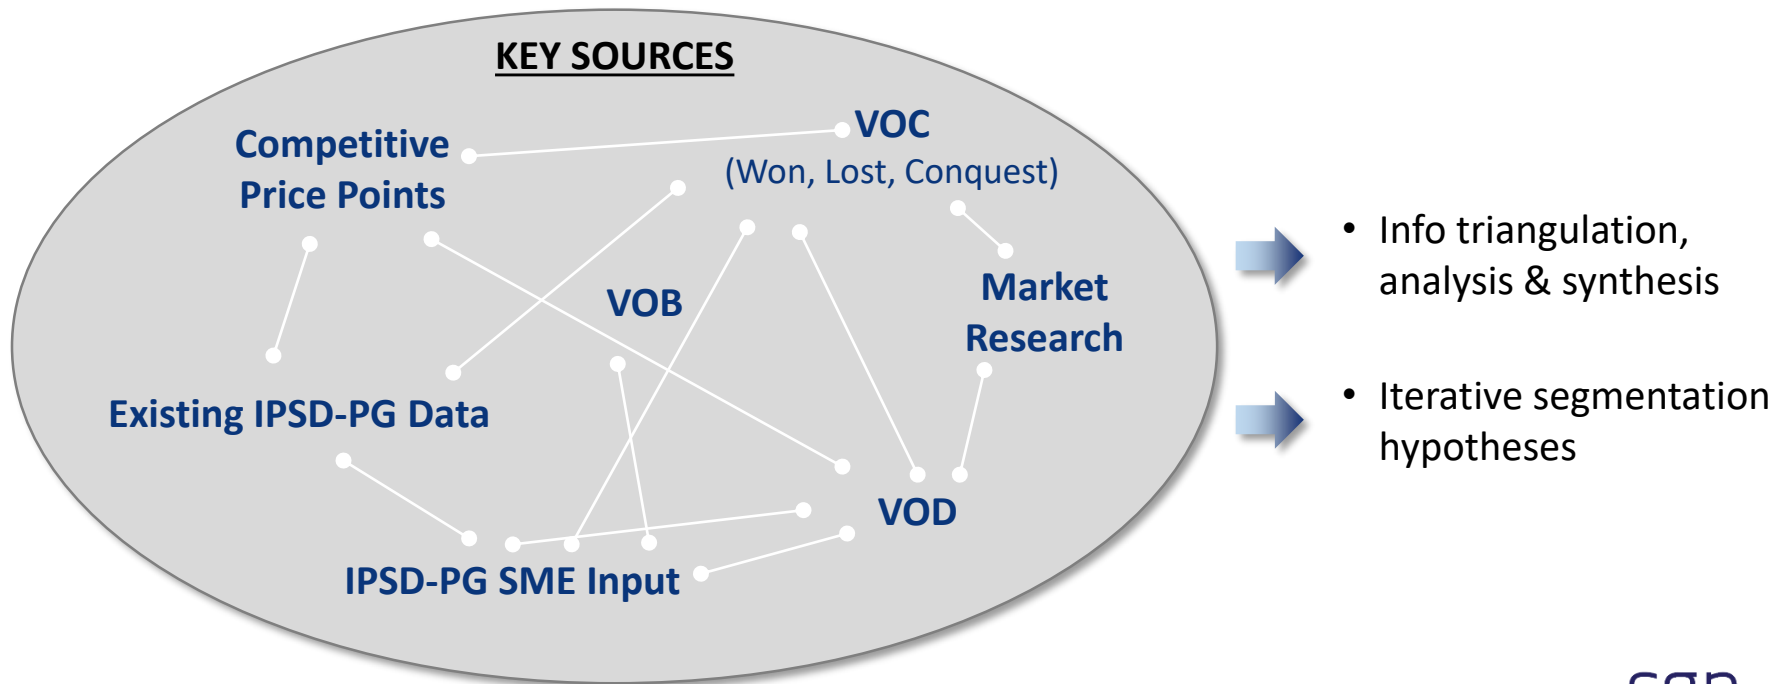 KEY SOURCES
Competitive
Price Points
VOC
(Won, Lost, Conquest)
VOB
Market
Research
Existing IPSD-PG Data
VOD
IPSD-PG SME Input
• Info triangulation,
analysis & synthesis
• Iterative segmentation
hypotheses